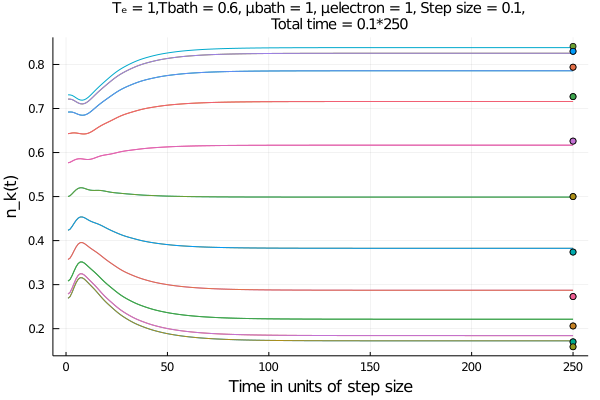 Tₑ = 1,Tbath = 0.6, μbath = 1, μelectron = 1, Step size = 0.1,
Total time = 0.1*250
n_k(t)
0.8
0.7
0.6
0.5
0.4
0.3
0.2
0 50 100 150 200 250
Time in units of step size